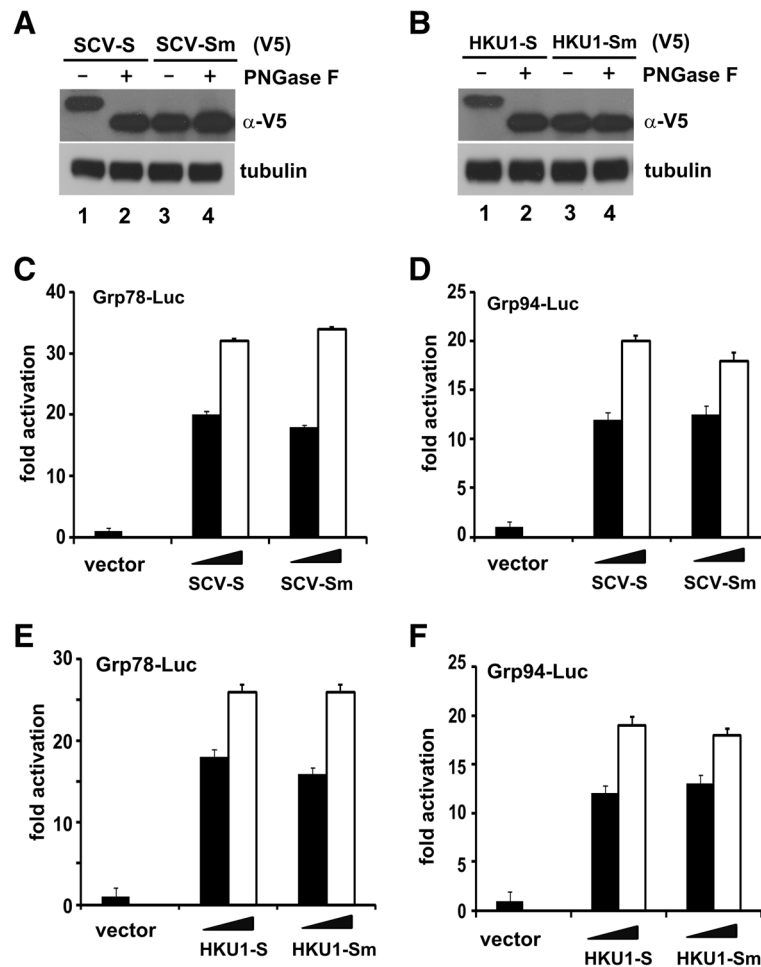 A
SCV-S SCV-Sm (V5)
– + – + PNGase F
α-V5
tubulin
1 2 3 4
B
HKU1-S HKU1-Sm (V5)
– + – + PNGase F
α-V5
tubulin
1 2 3 4
C
Grp78-Luc
fold activation
40
30
20
10
0
vector
SCV-S
SCV-Sm
D
Grp94-Luc
fold activation
25
20
15
10
5
0
vector
SCV-S
SCV-Sm
E
Grp78-Luc
fold activation
30
20
10
0
vector
HKU1-S
HKU1-Sm
F
Grp94-Luc
fold activation
25
20
15
10
5
0
vector
HKU1-S
HKU1-Sm